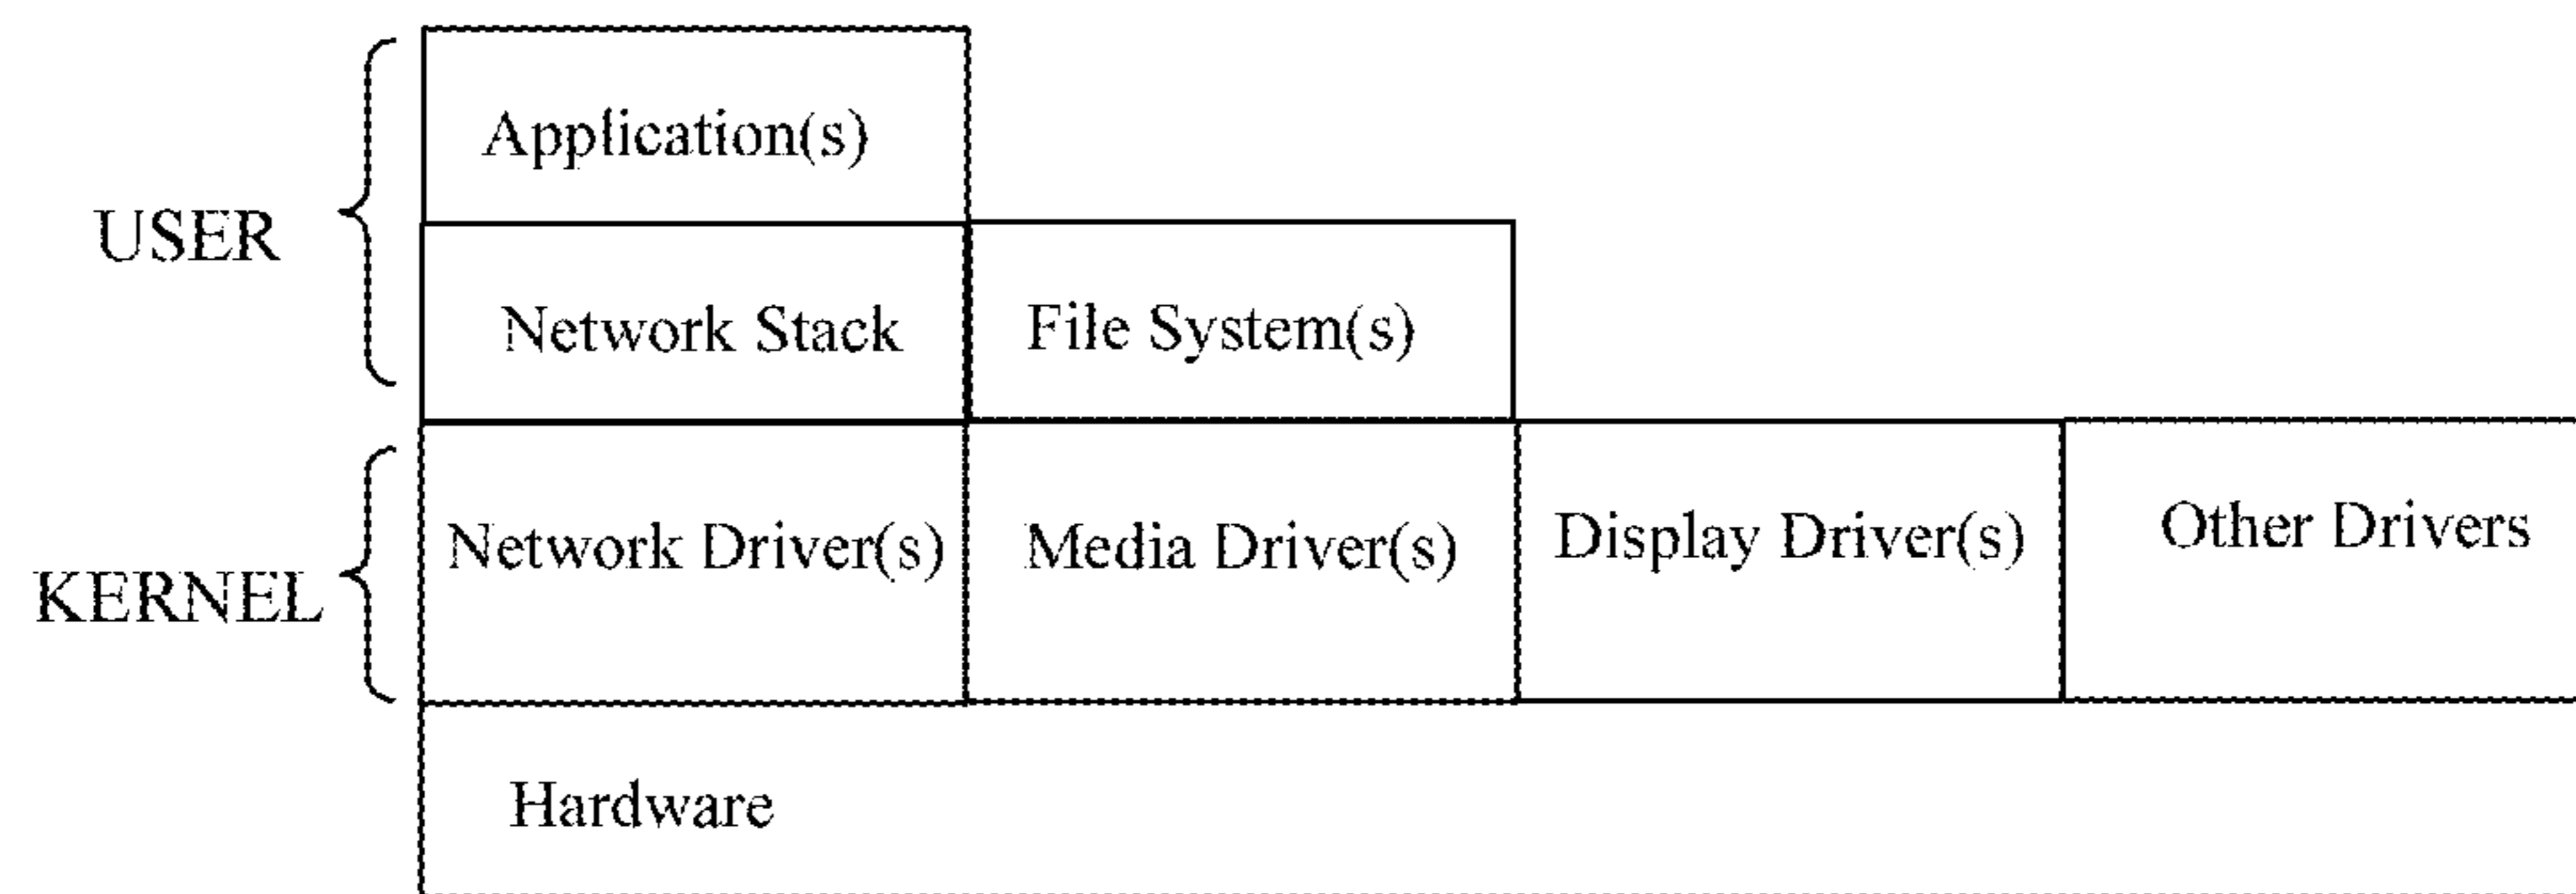 Application(s)
USER
Network Stack
File System(s)
Network Driver(s)
Media Driver(s)
Display Driver(s)
Other Drivers
KERNEL
Hardware